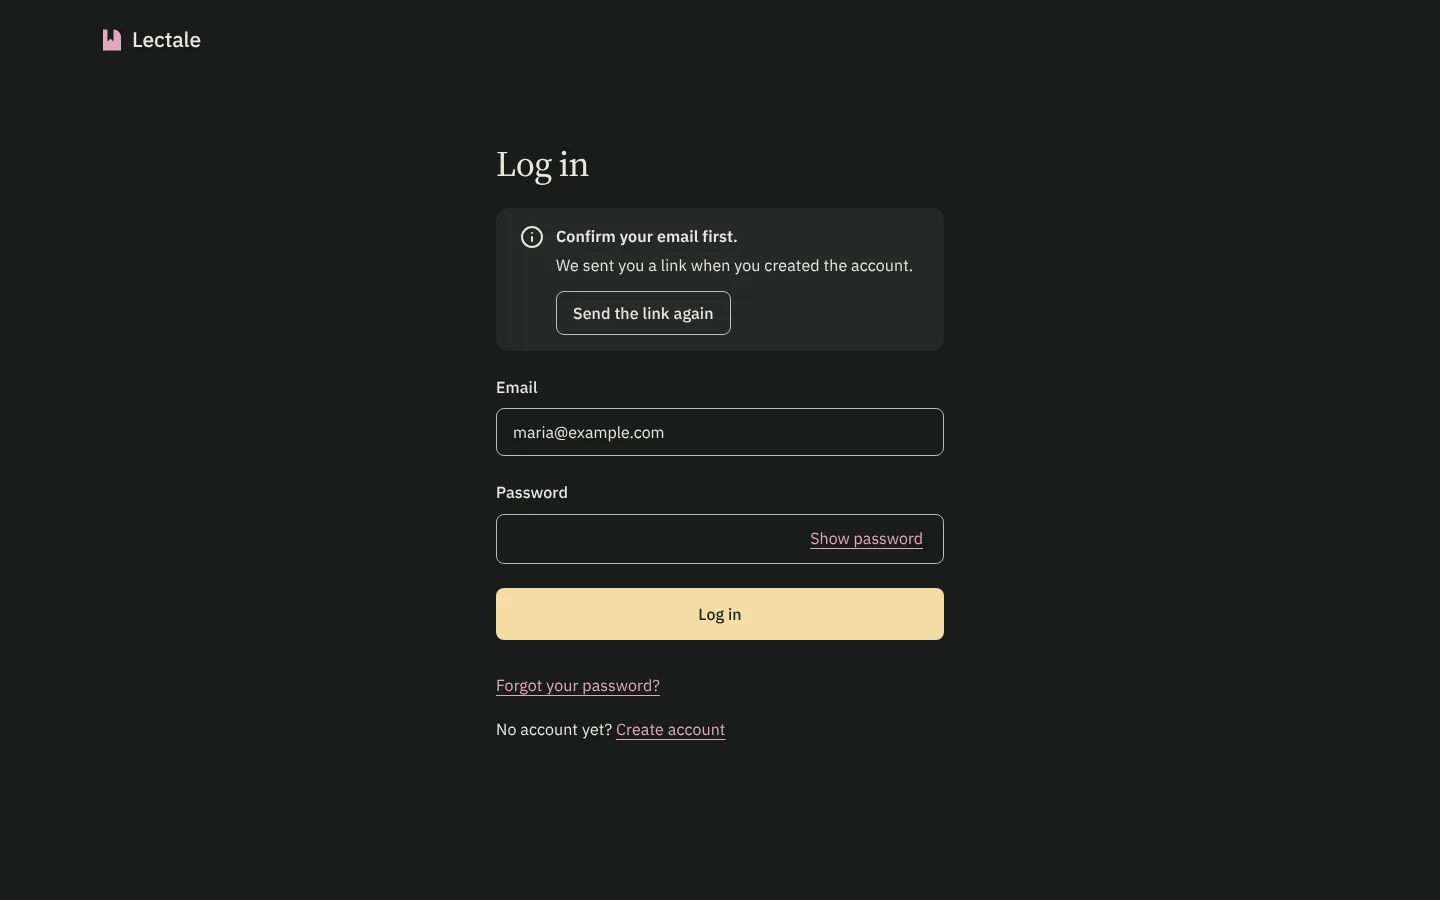 Lectale
Log in
Confirm your email first.
We sent you a link when you created the account.
Send the link again
Email
maria@example.com
Password
Show password
Log in
Forgot your password?
No account yet? Create account